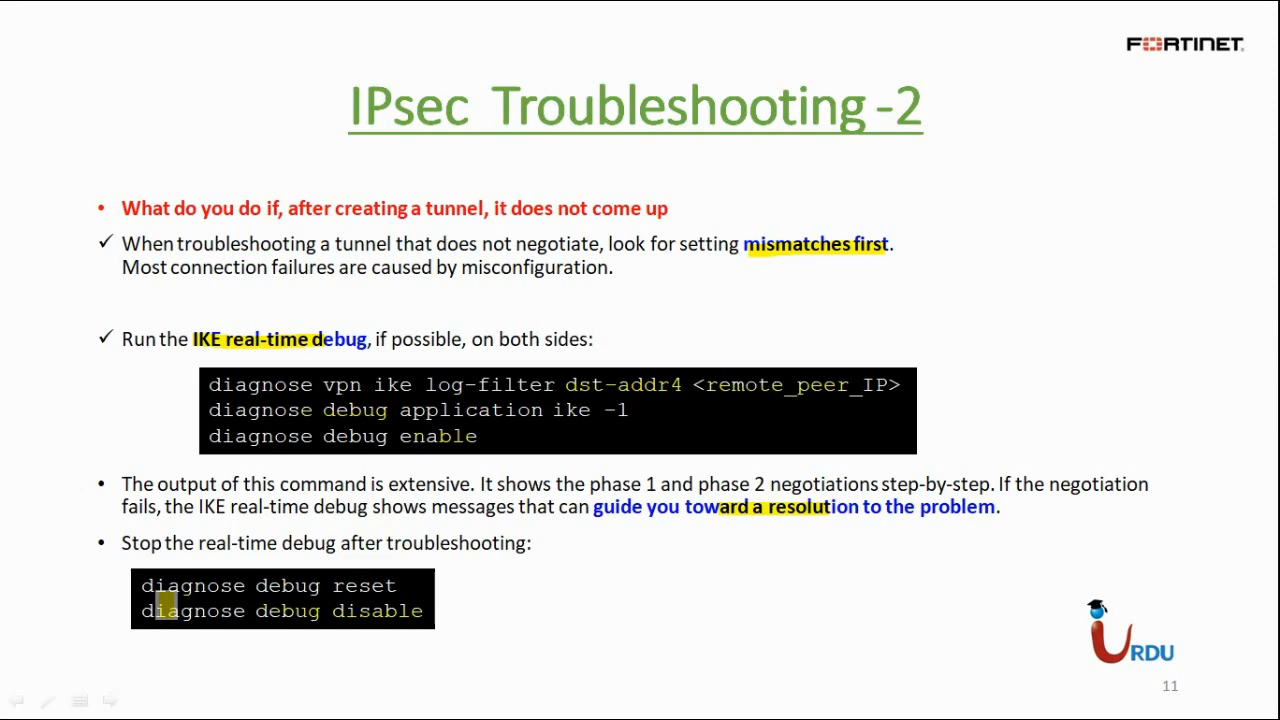 FORTINET
IPsec Troubleshooting -2
• What do you do if, after creating a tunnel, it does not come up
✓ When troubleshooting a tunnel that does not negotiate, look for setting mismatches first.
Most connection failures are caused by misconfiguration.
✓ Run the IKE real-time debug, if possible, on both sides:
diagnose vpn ike log-filter dst-addr4 <remote_peer_IP>
diagnose debug application ike -1
diagnose debug enable
• The output of this command is extensive. It shows the phase 1 and phase 2 negotiations step-by-step. If the negotiation
fails, the IKE real-time debug shows messages that can guide you toward a resolution to the problem.
• Stop the real-time debug after troubleshooting:
diagnose debug reset
diagnose debug disable
URDU
11